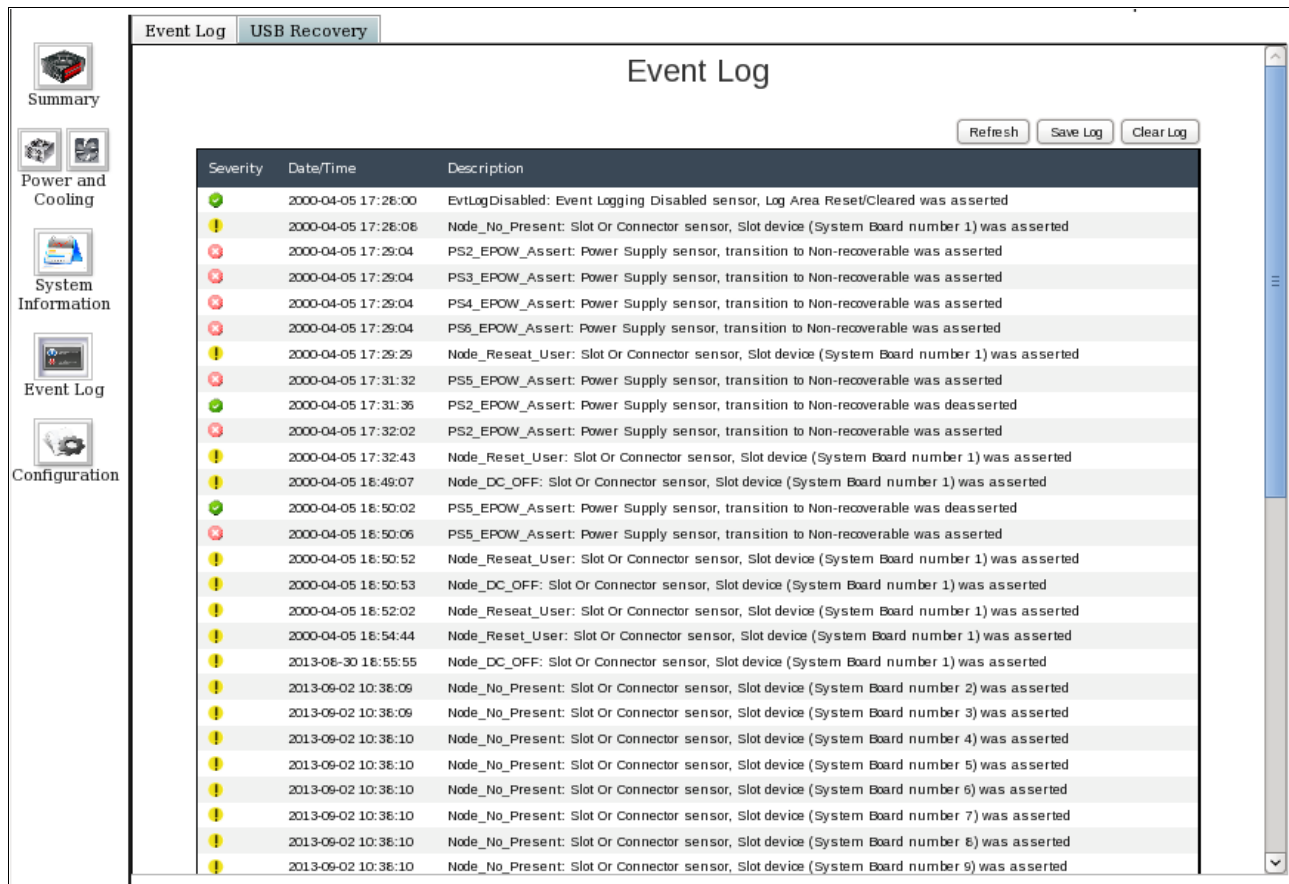 Event Log
USB Recovery
Summary
Power and
Cooling
System
Information
Event Log
Configuration
Event Log
Refresh
Save Log
Clear Log
Severity Date/Time Description
2000-04-05 17:28:00 EvtLogDisabled: Event Logging Disabled sensor, Log Area Reset/Cleared was asserted
2000-04-05 17:28:08 Node_No_Present: Slot Or Connector sensor, Slot device (System Board number 1) was asserted
2000-04-05 17:29:04 PS2_EPOW_Assert: Power Supply sensor, transition to Non-recoverable was asserted
2000-04-05 17:29:04 PS3_EPOW_Assert: Power Supply sensor, transition to Non-recoverable was asserted
2000-04-05 17:29:04 PS4_EPOW_Assert: Power Supply sensor, transition to Non-recoverable was asserted
2000-04-05 17:29:04 PS6_EPOW_Assert: Power Supply sensor, transition to Non-recoverable was asserted
2000-04-05 17:29:29 Node_Reseat_User: Slot Or Connector sensor, Slot device (System Board number 1) was asserted
2000-04-05 17:31:32 PS5_EPOW_Assert: Power Supply sensor, transition to Non-recoverable was asserted
2000-04-05 17:31:36 PS2_EPOW_Assert: Power Supply sensor, transition to Non-recoverable was deasserted
2000-04-05 17:32:02 PS2_EPOW_Assert: Power Supply sensor, transition to Non-recoverable was asserted
2000-04-05 17:32:43 Node_Reset_User: Slot Or Connector sensor, Slot device (System Board number 1) was asserted
2000-04-05 18:49:07 Node_DC_OFF: Slot Or Connector sensor, Slot device (System Board number 1) was asserted
2000-04-05 18:50:02 PS5_EPOW_Assert: Power Supply sensor, transition to Non-recoverable was deasserted
2000-04-05 18:50:06 PS5_EPOW_Assert: Power Supply sensor, transition to Non-recoverable was asserted
2000-04-05 18:50:52 Node_Reseat_User: Slot Or Connector sensor, Slot device (System Board number 1) was asserted
2000-04-05 18:50:53 Node_DC_OFF: Slot Or Connector sensor, Slot device (System Board number 1) was asserted
2000-04-05 18:52:02 Node_Reseat_User: Slot Or Connector sensor, Slot device (System Board number 1) was asserted
2000-04-05 18:54:44 Node_Reset_User: Slot Or Connector sensor, Slot device (System Board number 1) was asserted
2013-08-30 18:55:55 Node_DC_OFF: Slot Or Connector sensor, Slot device (System Board number 1) was asserted
2013-09-02 10:38:09 Node_No_Present: Slot Or Connector sensor, Slot device (System Board number 2) was asserted
2013-09-02 10:38:09 Node_No_Present: Slot Or Connector sensor, Slot device (System Board number 3) was asserted
2013-09-02 10:38:10 Node_No_Present: Slot Or Connector sensor, Slot device (System Board number 4) was asserted
2013-09-02 10:38:10 Node_No_Present: Slot Or Connector sensor, Slot device (System Board number 5) was asserted
2013-09-02 10:38:10 Node_No_Present: Slot Or Connector sensor, Slot device (System Board number 6) was asserted
2013-09-02 10:38:10 Node_No_Present: Slot Or Connector sensor, Slot device (System Board number 7) was asserted
2013-09-02 10:38:10 Node_No_Present: Slot Or Connector sensor, Slot device (System Board number 8) was asserted
2013-09-02 10:38:10 Node_No_Present: Slot Or Connector sensor, Slot device (System Board number 9) was asserted